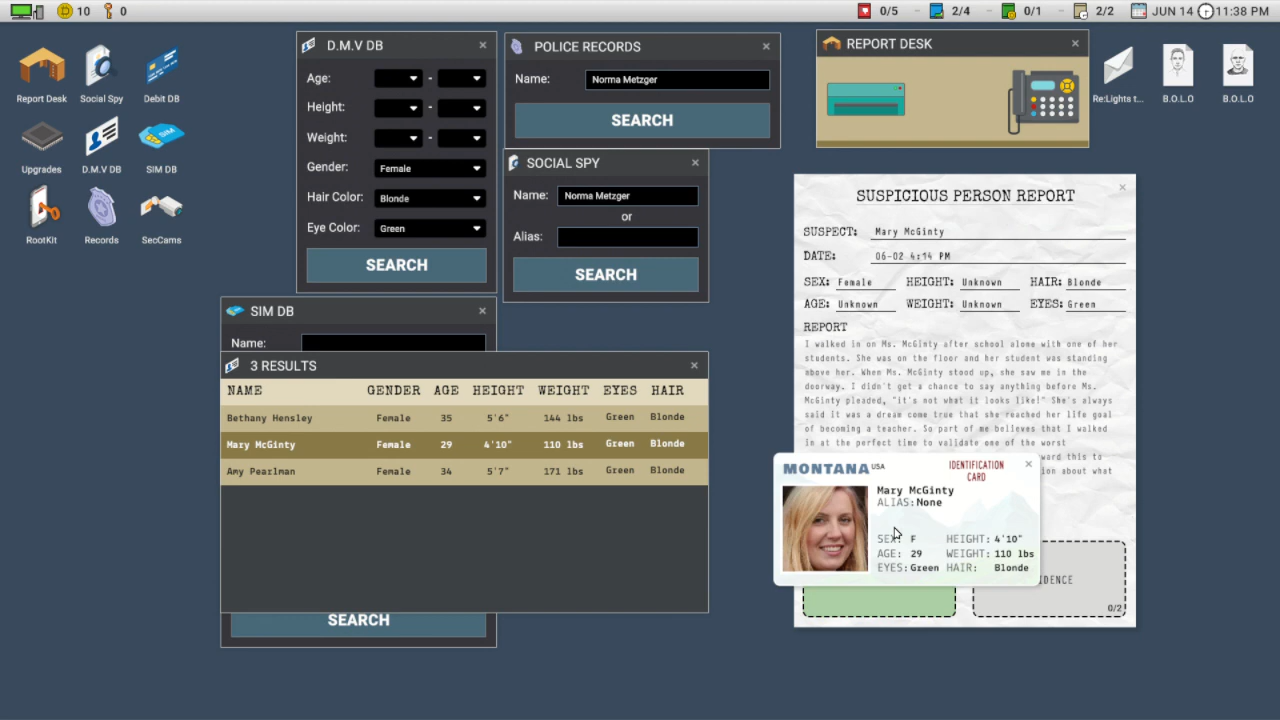 10
0
0/5
2/4
0/1
2/2
JUN 14
11:38 PM
Report Desk
Social Spy
Debit DB
Upgrades
D.M.V DB
SIM DB
RootKit
Records
SecCams
D.M.V DB
Age:
-
Height:
-
Weight:
-
Gender:
Female
Hair Color:
Blonde
Eye Color:
Green
SEARCH
POLICE RECORDS
Name:
Norma Metzger
SEARCH
SOCIAL SPY
Name:
Norma Metzger
or
Alias:
SEARCH
REPORT DESK
Re:Lights t...
B.O.L.O
B.O.L.O
SIM DB
Name:
3 RESULTS
NAME GENDER AGE HEIGHT WEIGHT EYES HAIR
Bethany Hensley Female 35 5'6" 144 lbs Green Blonde
Mary McGinty Female 29 4'10" 110 lbs Green Blonde
Amy Pearlman Female 34 5'7" 171 lbs Green Blonde
SEARCH
SUSPICIOUS PERSON REPORT
SUSPECT: Mary McGinty
DATE: 06-02 4:14 PM
SEX: Female HEIGHT: Unknown HAIR: Blonde
AGE: Unknown WEIGHT: Unknown EYES: Green
REPORT
I walked in on Ms. McGinty after school alone with one of her
students. She was on the floor and her student was standing
above her. When Ms. McGinty stood up, she saw me in the
doorway. I didn't get a chance to say anything before Ms.
McGinty pleaded, "it's not what it looks like!" She's always
said it was a dream come true that she reached her life goal
of becoming a teacher. So part of me believes that I walked
in at the perfect time to validate one of the worst
ward this to
ion about what
MONTANA USA
IDENTIFICATION
CARD
Mary McGinty
ALIAS: None
SEX: F HEIGHT: 4'10"
AGE: 29 WEIGHT: 110 lbs
EYES: Green HAIR: Blonde
IDENCE
0/2